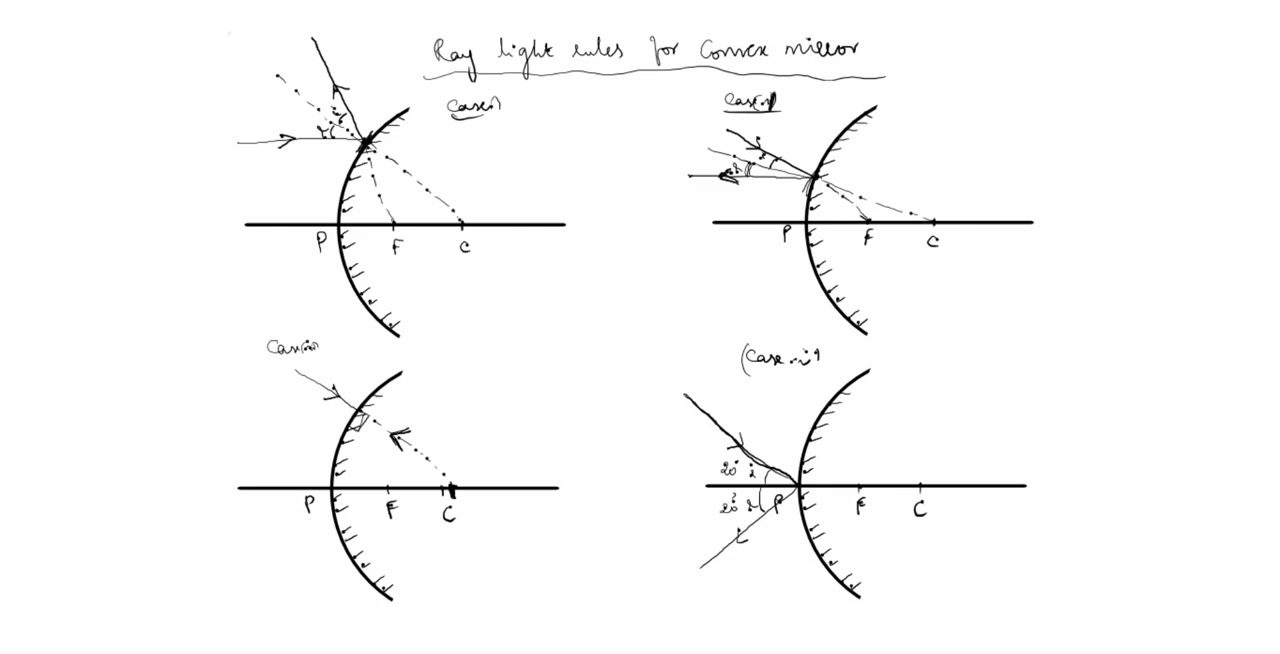 Ray light rules for Convex mirror
Case i)
Case ii)
r i
i
r
P F C
P F C
Case iii)
(Case iv)
20° i
20° r
P F C
P F C